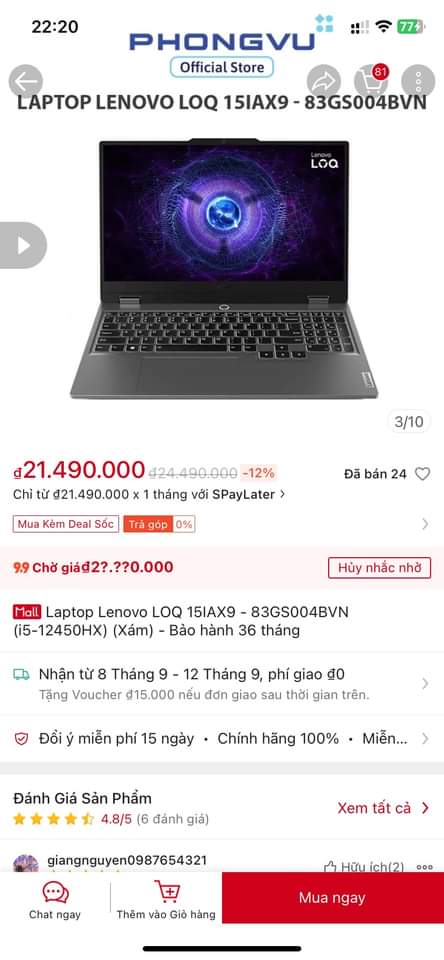 22:20
77
PHONGVU
Official Store
81
LAPTOP LENOVO LOQ 15IAX9 - 83GS004BVN
Lenovo
LOQ
Lenovo
3/10
₫21.490.000 ₫24.490.000 -12%
Đã bán 24
Chỉ từ ₫21.490.000 x 1 tháng với SPayLater >
Mua Kèm Deal Sốc
Trả góp 0%
9.9 Chờ giá ₫2?.??0.000
Hủy nhắc nhở
Mall Laptop Lenovo LOQ 15IAX9 - 83GS004BVN
(i5-12450HX) (Xám) - Bảo hành 36 tháng
Nhận từ 8 Tháng 9 - 12 Tháng 9, phí giao ₫0
Tặng Voucher ₫15.000 nếu đơn giao sau thời gian trên.
Đổi ý miễn phí 15 ngày • Chính hãng 100% • Miễn...
Đánh Giá Sản Phẩm
4.8/5 (6 đánh giá)
Xem tất cả >
giangnguyen0987654321
Hữu ích(2)
Chat ngay
Thêm vào Giỏ hàng
Mua ngay